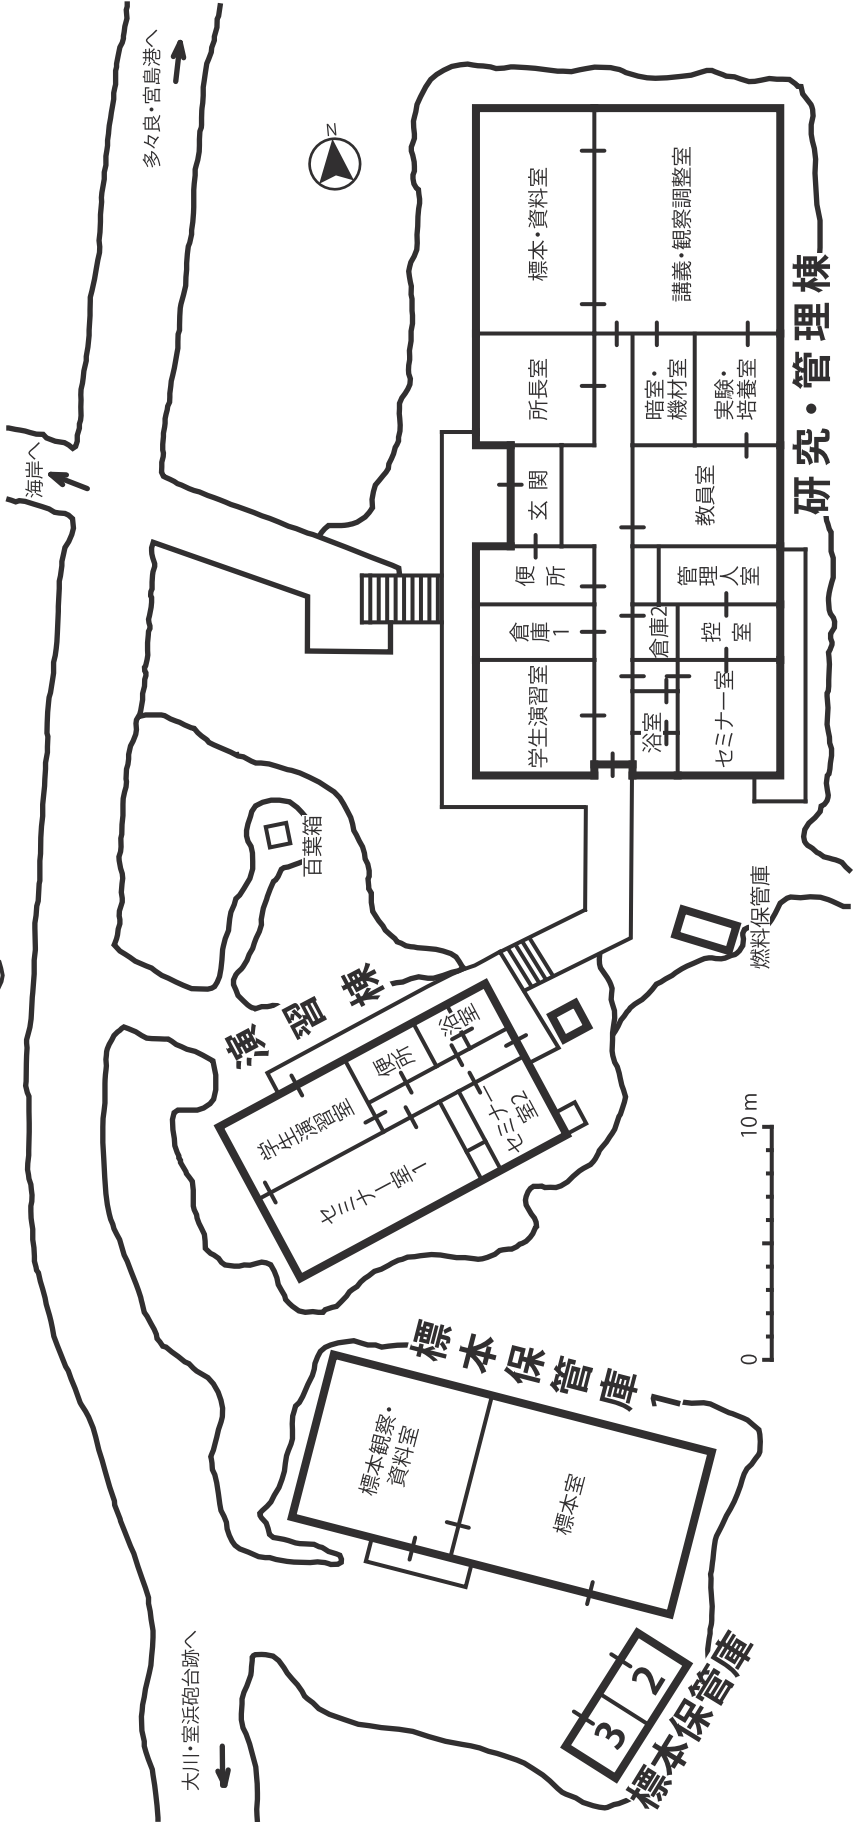 多々良・宮島港へ
N
海岸へ
標本・資料室
講義・観察調整室
所長室
暗室・
機材室
実験・
培養室
研究・管理棟
玄関
教員室
便
所
管
理
人
室
倉
庫
1
倉庫2
控
室
学生演習室
浴室
セミナー室
百葉箱
燃料保管庫
演習棟
学生演習室
便所
浴室
セミナー室1
セミナー
室2
0
10 m
標本保管庫1
標本観察・
資料室
標本室
標本保管庫
2
3
大川・室浜砲台跡へ